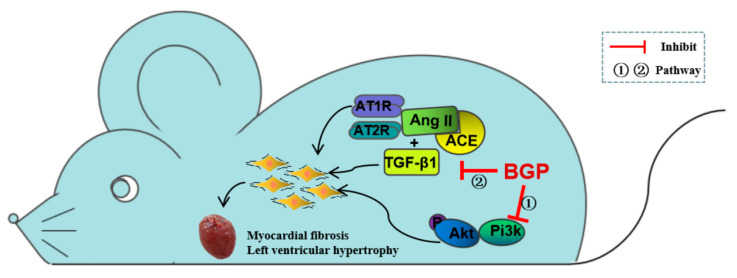 Inhibit
① ② Pathway
AT1R
Ang II
AT2R
ACE
+
TGF-β1
BGP
②
①
P
Akt
Pi3k
Myocardial fibrosis
Left ventricular hypertrophy